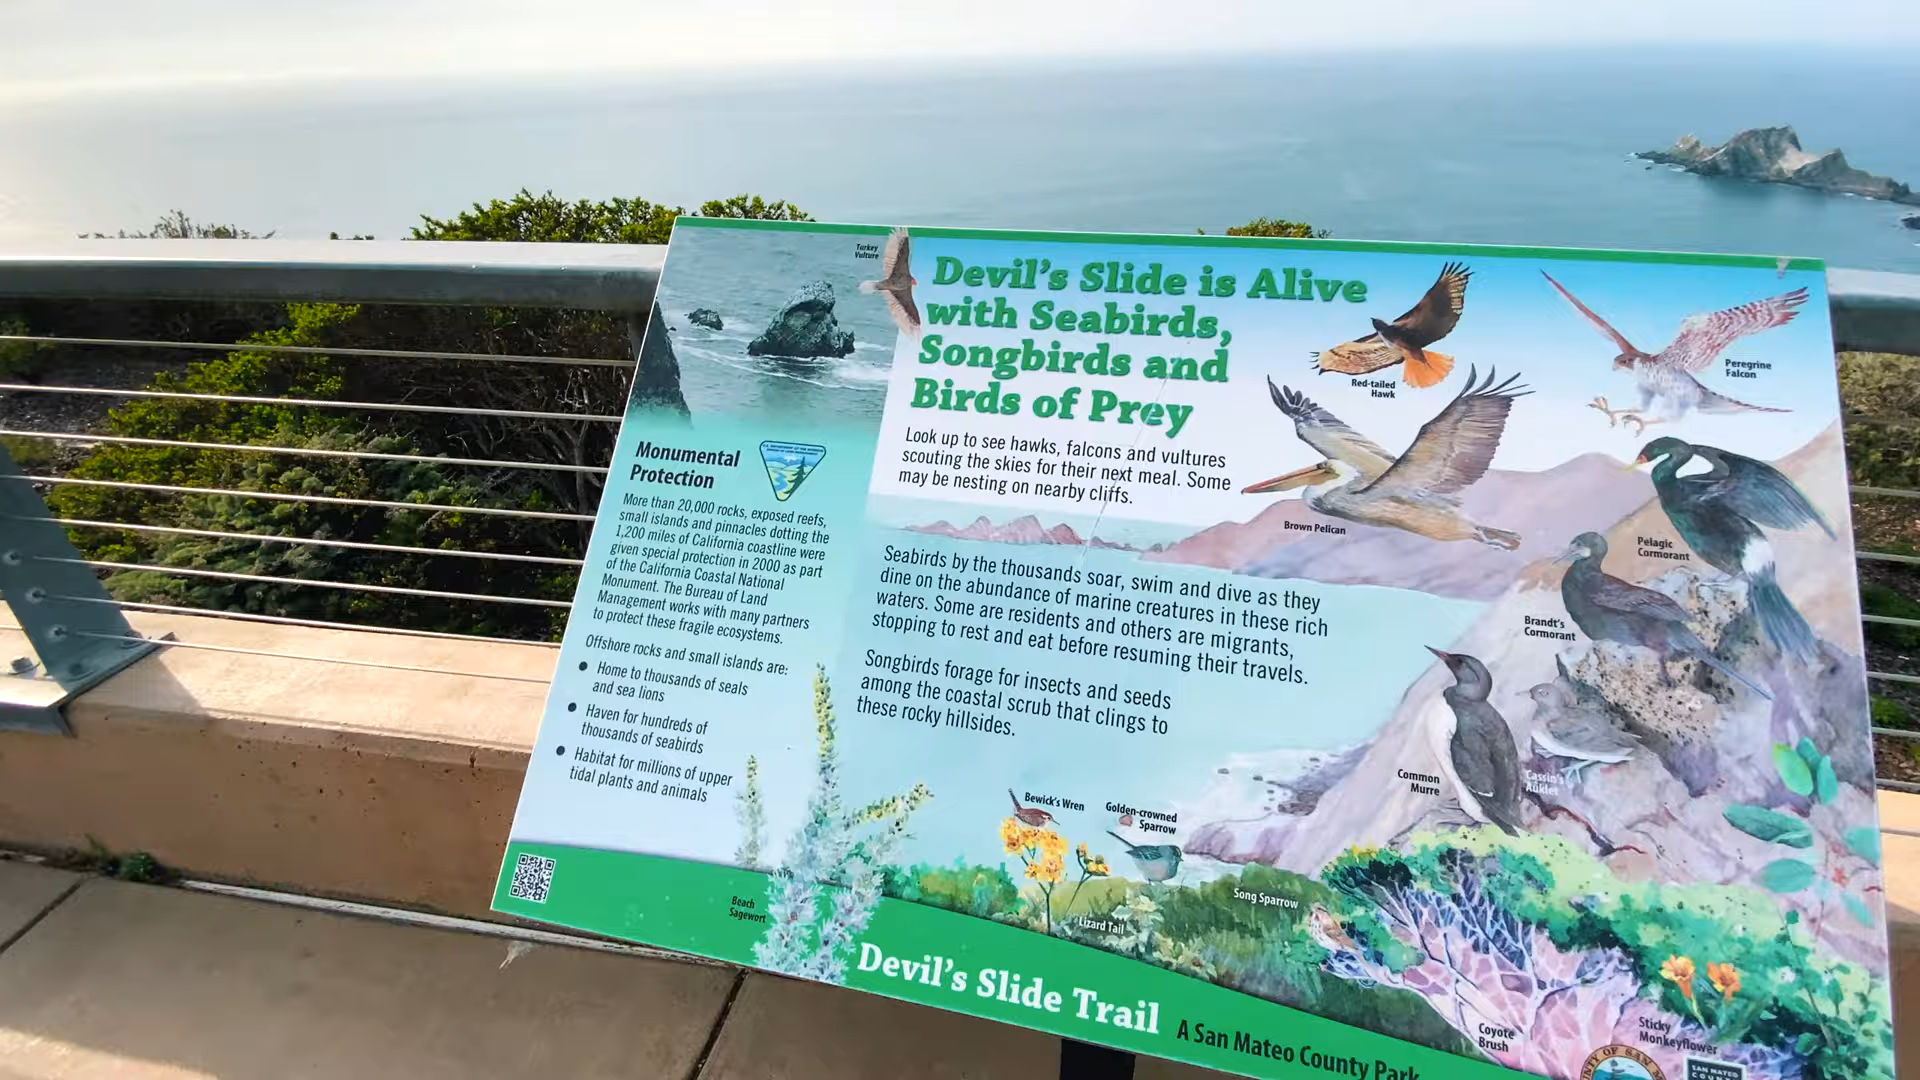 Turkey
Vulture
Devil's Slide is Alive
with Seabirds,
Songbirds and
Birds of Prey
Look up to see hawks, falcons and vultures
scouting the skies for their next meal. Some
may be nesting on nearby cliffs.
Red-tailed
Hawk
Peregrine
Falcon
Brown Pelican
Pelagic
Cormorant
Brandt's
Cormorant
Common
Murre
Cassin's
Auklet
Monumental
Protection
More than 20,000 rocks, exposed reefs,
small islands and pinnacles dotting the
1,200 miles of California coastline were
given special protection in 2000 as part
of the California Coastal National
Monument. The Bureau of Land
Management works with many partners
to protect these fragile ecosystems.
Offshore rocks and small islands are:
● Home to thousands of seals
and sea lions
● Haven for hundreds of
thousands of seabirds
● Habitat for millions of upper
tidal plants and animals
Seabirds by the thousands soar, swim and dive as they
dine on the abundance of marine creatures in these rich
waters. Some are residents and others are migrants,
stopping to rest and eat before resuming their travels.
Songbirds forage for insects and seeds
among the coastal scrub that clings to
these rocky hillsides.
Bewick's Wren
Golden-crowned
Sparrow
Song Sparrow
Lizard Tail
Beach
Sagewort
Coyote
Brush
Sticky
Monkeyflower
Devil's Slide Trail
A San Mateo County Park
SAN MATEO